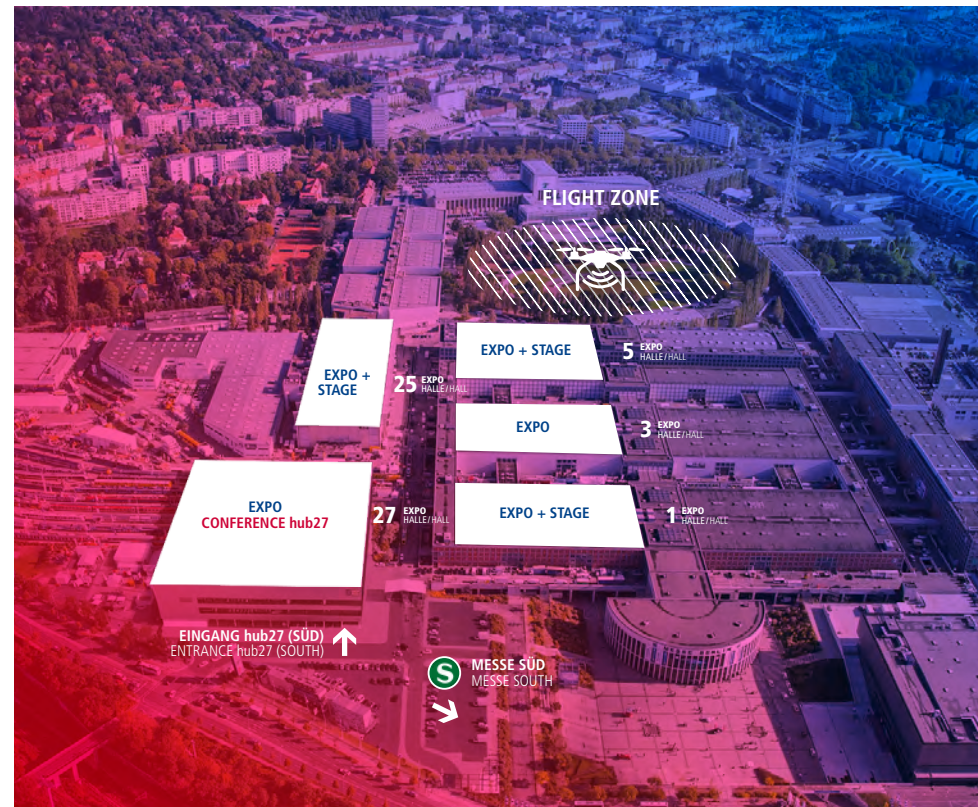 FLIGHT ZONE
EXPO + STAGE
5 EXPO
HALLE/HALL
EXPO +
STAGE
25 EXPO
HALLE/HALL
EXPO
3 EXPO
HALLE/HALL
EXPO
CONFERENCE hub27
27 EXPO
HALLE/HALL
EXPO + STAGE
1 EXPO
HALLE/HALL
EINGANG hub27 (SÜD)
ENTRANCE hub27 (SOUTH)
S
MESSE SÜD
MESSE SOUTH